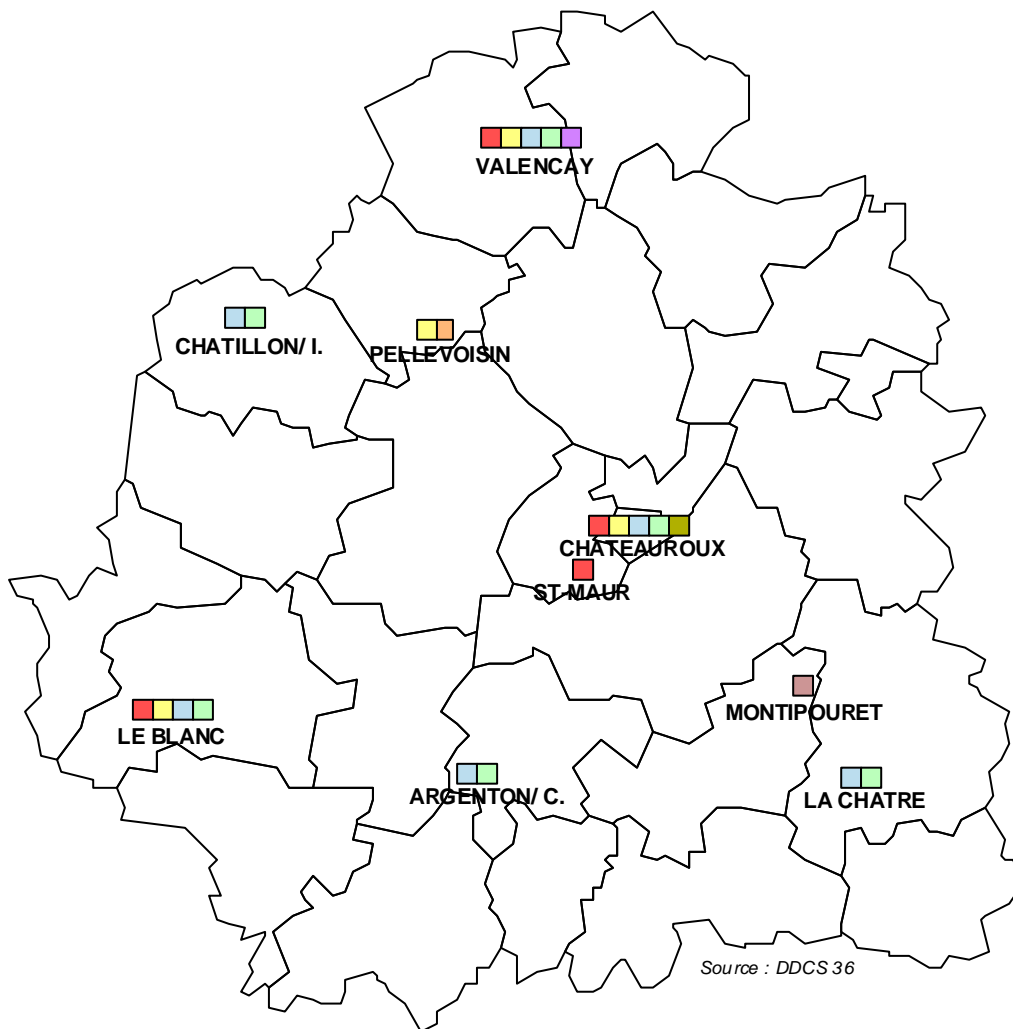 VALENCAY
CHATILLON/ I.
PELLEVOISIN
CHATEAUROUX
ST-MAUR
MONTIPOURET
LE BLANC
ARGENTON/ C.
LA CHATRE
Source : DDCS 36